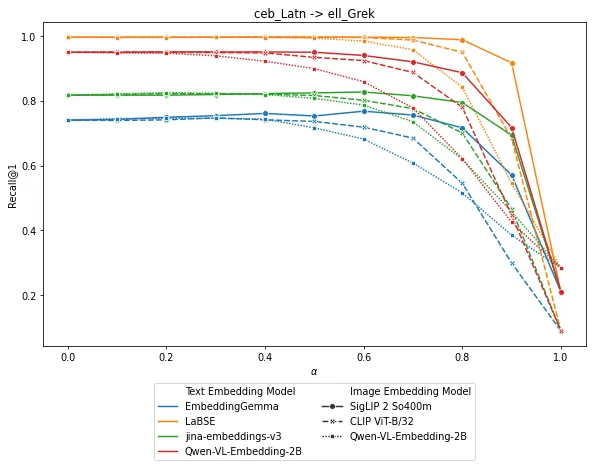 ceb_Latn -> ell_Grek
Recall@1
1.0
0.8
0.6
0.4
0.2
0.0 0.2 0.4 0.6 0.8 1.0
α
Text Embedding Model Image Embedding Model
EmbeddingGemma SigLIP 2 So400m
LaBSE CLIP ViT-B/32
jina-embeddings-v3 Qwen-VL-Embedding-2B
Qwen-VL-Embedding-2B